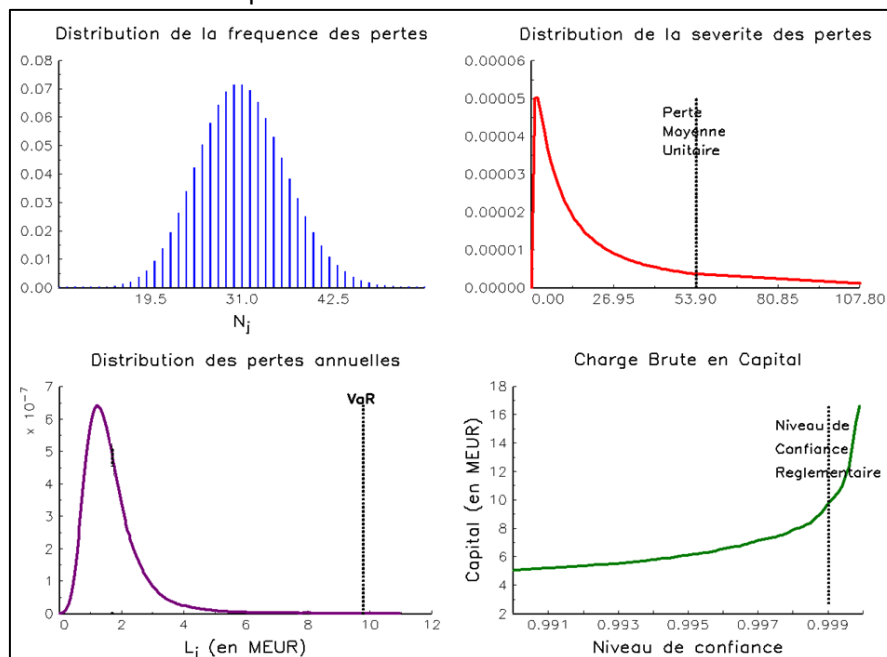 Distribution de la frequence des pertes
0.08
0.07
0.06
0.05
0.04
0.03
0.02
0.01
0.00
19.5 31.0 42.5
Nj
Distribution de la severite des pertes
0.00006
0.00005
0.00004
0.00003
0.00002
0.00001
0.00000
Perte
Moyenne
Unitaire
0.00 26.95 53.90 80.85 107.80
Distribution des pertes annuelles
x 10-7
7
6
5
4
3
2
1
0
VaR
0 2 4 6 8 10 12
Lj (en MEUR)
Charge Brute en Capital
Capital (en MEUR)
18
16
14
12
10
8
6
4
2
Niveau de
Confiance
Reglementaire
0.991 0.993 0.995 0.997 0.999
Niveau de confiance